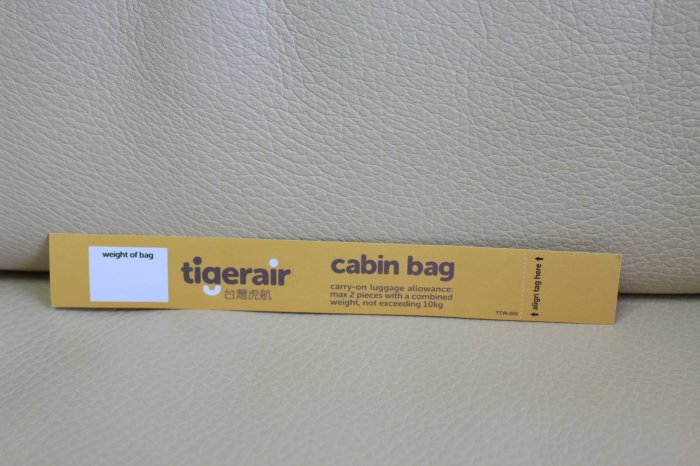 weight of bag
tigerair
台灣虎航
cabin bag
carry-on luggage allowance:
max 2 pieces with a combined
weight, not exceeding 10kg
↑ align tag here ↑